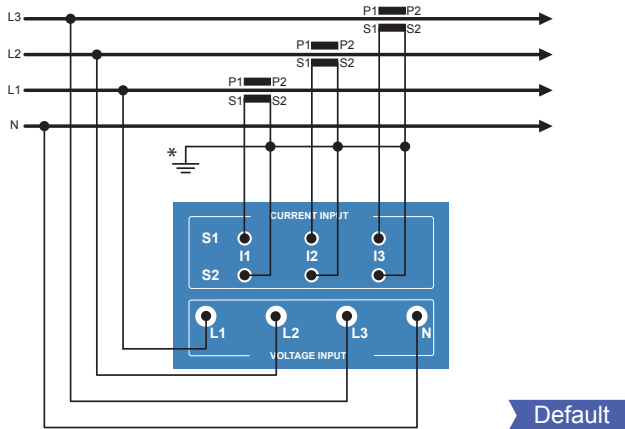 L3
P1 P2
S1 S2
L2
P1 P2
S1 S2
L1
P1 P2
S1 S2
N
*
CURRENT INPUT
S1
I1 I2 I3
S2
L1 L2 L3 N
VOLTAGE INPUT
Default